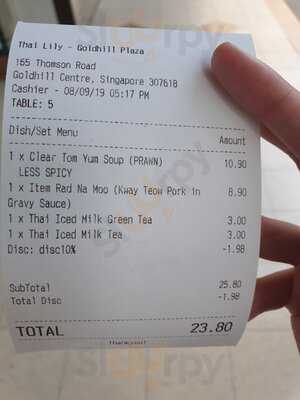 Thai Lily - Goldhill Plaza
165 Thomson Road
Goldhill Centre, Singapore 307618
Cashier - 08/09/19 05:17 PM
TABLE: 5
Dish/Set Menu Amount
1 x Clear Tom Yum Soup (PRAWN) 10.90
LESS SPICY
1 x Item Rad Na Moo (Kway Teow Pork in 8.90
Gravy Sauce)
1 x Thai Iced Milk Green Tea 3.00
1 x Thai Iced Milk Tea 3.00
Disc: disc10% -1.98
SubTotal 25.80
Total Disc -1.98
TOTAL 23.80
Thankyou!